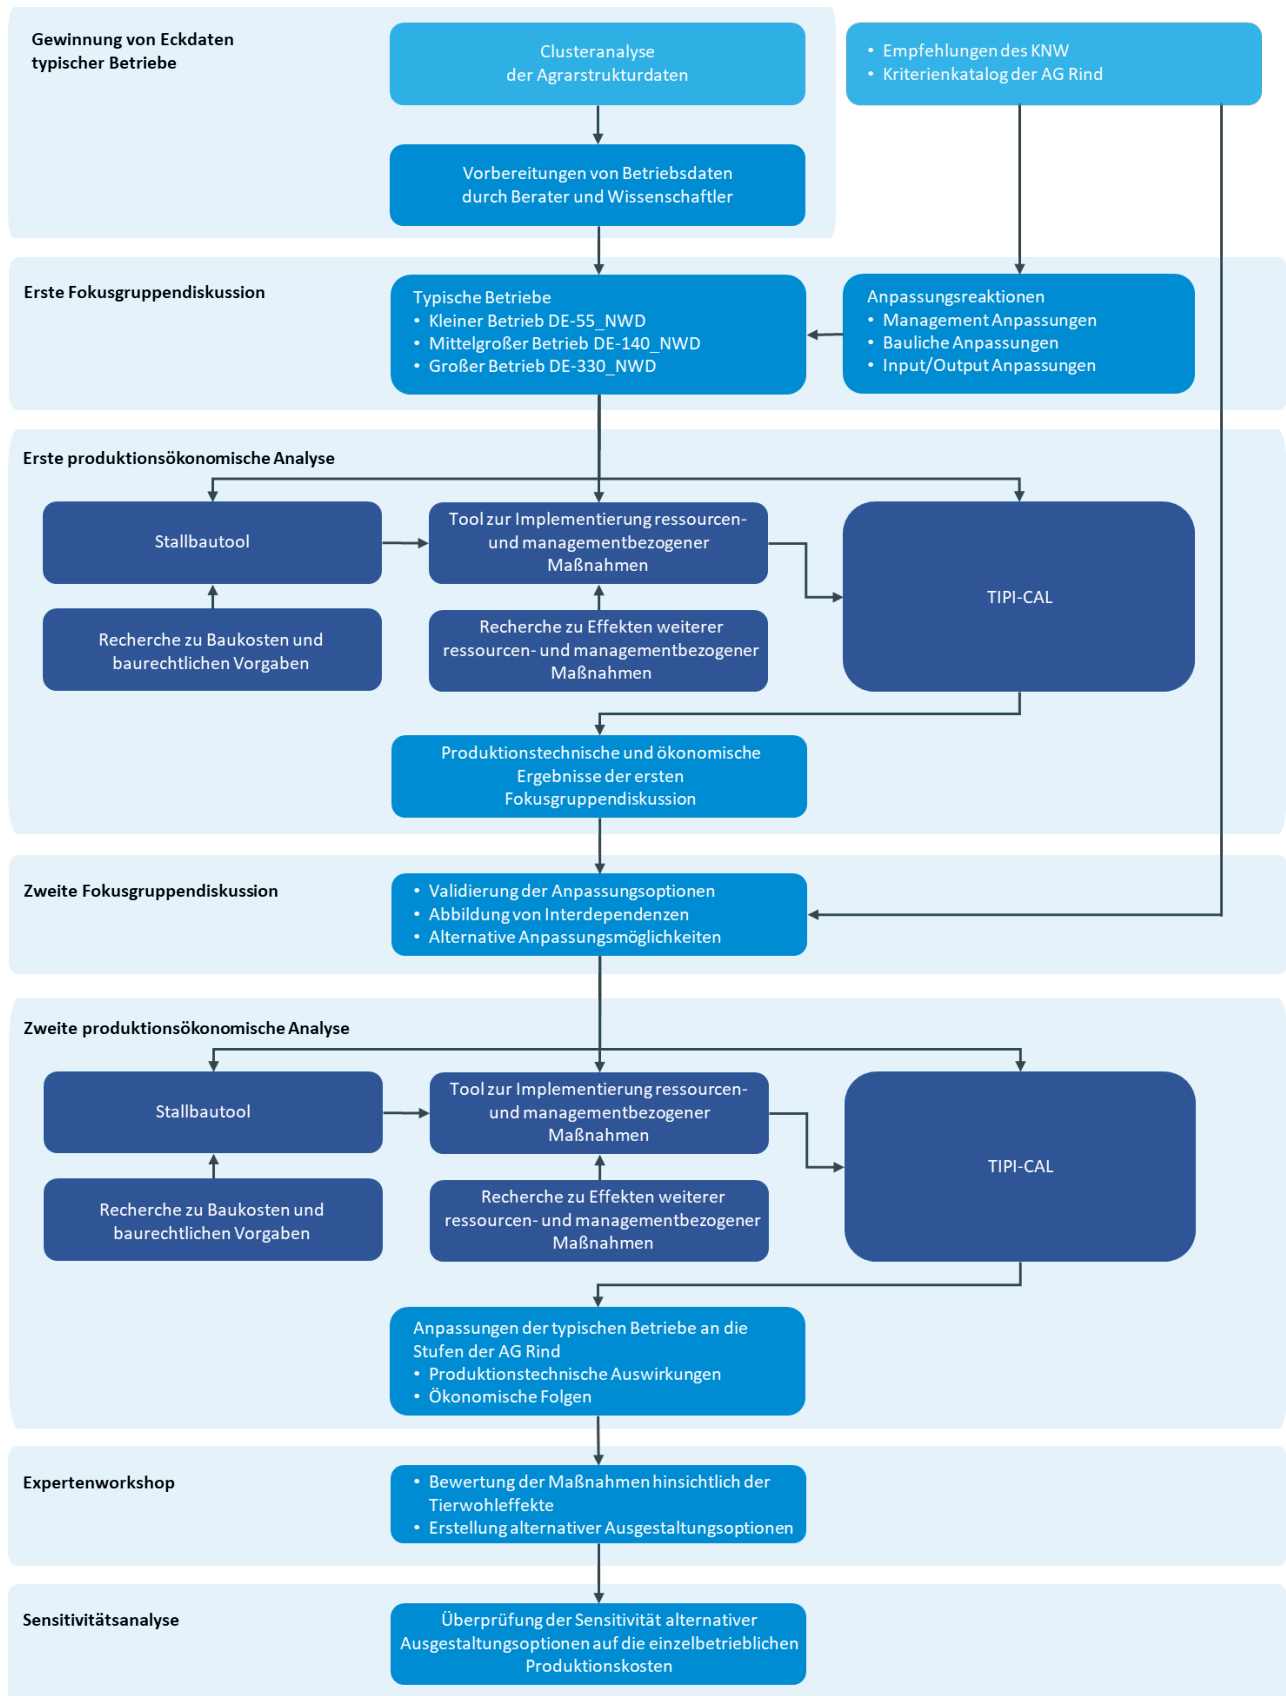 Gewinnung von Eckdaten
typischer Betriebe
Clusteranalyse
der Agrarstrukturdaten
• Empfehlungen des KNW
• Kriterienkatalog der AG Rind
Vorbereitungen von Betriebsdaten
durch Berater und Wissenschaftler
Erste Fokusgruppendiskussion
Typische Betriebe
• Kleiner Betrieb DE-55_NWD
• Mittelgroßer Betrieb DE-140_NWD
• Großer Betrieb DE-330_NWD
Anpassungsreaktionen
• Management Anpassungen
• Bauliche Anpassungen
• Input/Output Anpassungen
Erste produktionsökonomische Analyse
Stallbautool
Tool zur Implementierung ressourcen-
und managementbezogener
Maßnahmen
TIPI-CAL
Recherche zu Baukosten und
baurechtlichen Vorgaben
Recherche zu Effekten weiterer
ressourcen- und managementbezogener
Maßnahmen
Produktionstechnische und ökonomische
Ergebnisse der ersten
Fokusgruppendiskussion
Zweite Fokusgruppendiskussion
• Validierung der Anpassungsoptionen
• Abbildung von Interdependenzen
• Alternative Anpassungsmöglichkeiten
Zweite produktionsökonomische Analyse
Stallbautool
Tool zur Implementierung ressourcen-
und managementbezogener
Maßnahmen
TIPI-CAL
Recherche zu Baukosten und
baurechtlichen Vorgaben
Recherche zu Effekten weiterer
ressourcen- und managementbezogener
Maßnahmen
Anpassungen der typischen Betriebe an die
Stufen der AG Rind
• Produktionstechnische Auswirkungen
• Ökonomische Folgen
Expertenworkshop
• Bewertung der Maßnahmen hinsichtlich der
Tierwohleffekte
• Erstellung alternativer Ausgestaltungsoptionen
Sensitivitätsanalyse
Überprüfung der Sensitivität alternativer
Ausgestaltungsoptionen auf die einzelbetrieblichen
Produktionskosten